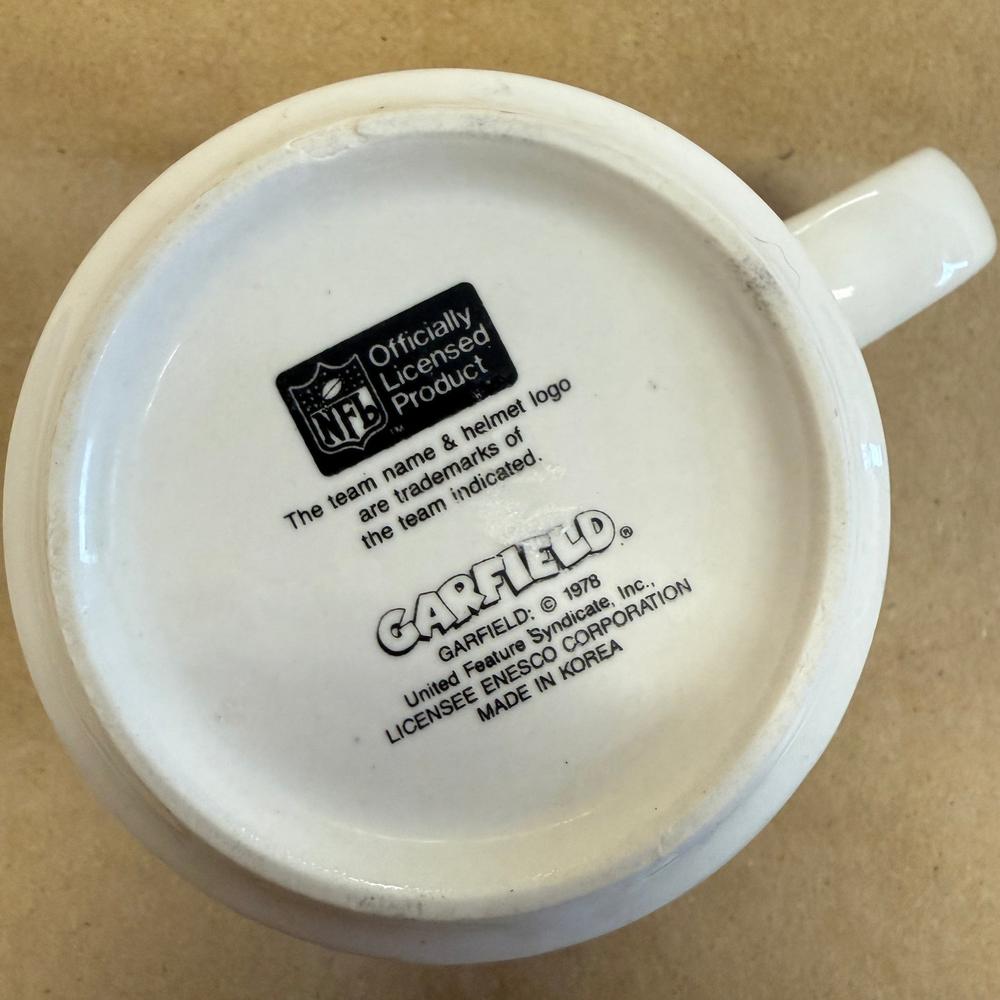 NFL
Officially
Licensed
Product
TM
The team name & helmet logo
are trademarks of
the team indicated.
GARFIELD®
GARFIELD: © 1978
United Feature Syndicate, Inc.,
LICENSEE ENESCO CORPORATION
MADE IN KOREA